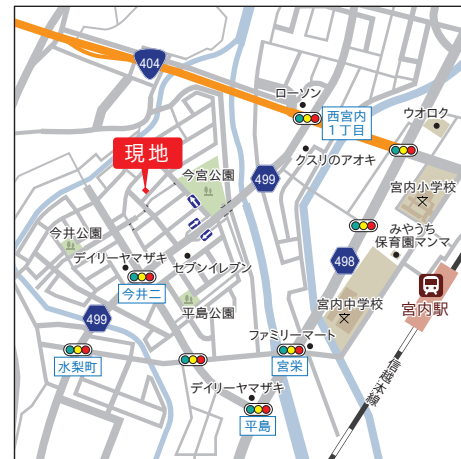 404
ローソン
西宮内
1丁目
ウオロク
現地
今宮公園
クスリのアオキ
499
宮内小学校
今井公園
みやうち
保育園マンマ
498
デイリーヤマザキ
セブンイレブン
今井二
宮内駅
平島公園
宮内中学校
499
ファミリーマート
水梨町
宮栄
信越本線
デイリーヤマザキ
平島